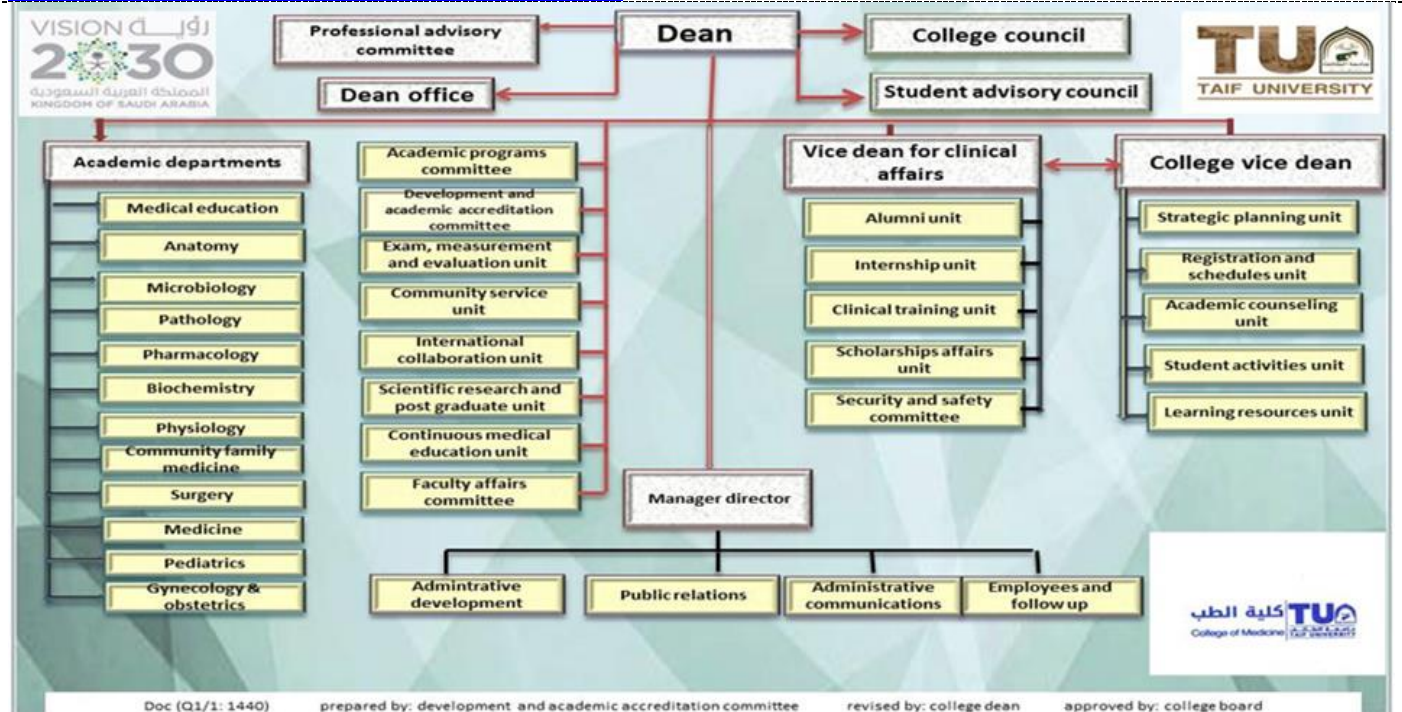 VISION رؤيـــة
2030
المملكة العربية السعودية
KINGDOM OF SAUDI ARABIA
Professional advisory
committee
Dean
College council
Dean office
Student advisory council
TU
TAIF UNIVERSITY
Academic departments
Medical education
Anatomy
Microbiology
Pathology
Pharmacology
Biochemistry
Physiology
Community family
medicine
Surgery
Medicine
Pediatrics
Gynecology &
obstetrics
Academic programs
committee
Development and
academic accreditation
committee
Exam, measurement
and evaluation unit
Community service
unit
International
collaboration unit
Scientific research and
post graduate unit
Continuous medical
education unit
Faculty affairs
committee
Vice dean for clinical
affairs
Alumni unit
Internship unit
Clinical training unit
Scholarships affairs
unit
Security and safety
committee
College vice dean
Strategic planning unit
Registration and
schedules unit
Academic counseling
unit
Student activities unit
Learning resources unit
Manager director
Admintrative
development
Public relations
Administrative
communications
Employees and
follow up
كلية الطب
College of Medicine
TU
TAIF UNIVERSITY
Doc (Q1/1: 1440) prepared by: development and academic accreditation committee revised by: college dean approved by: college board